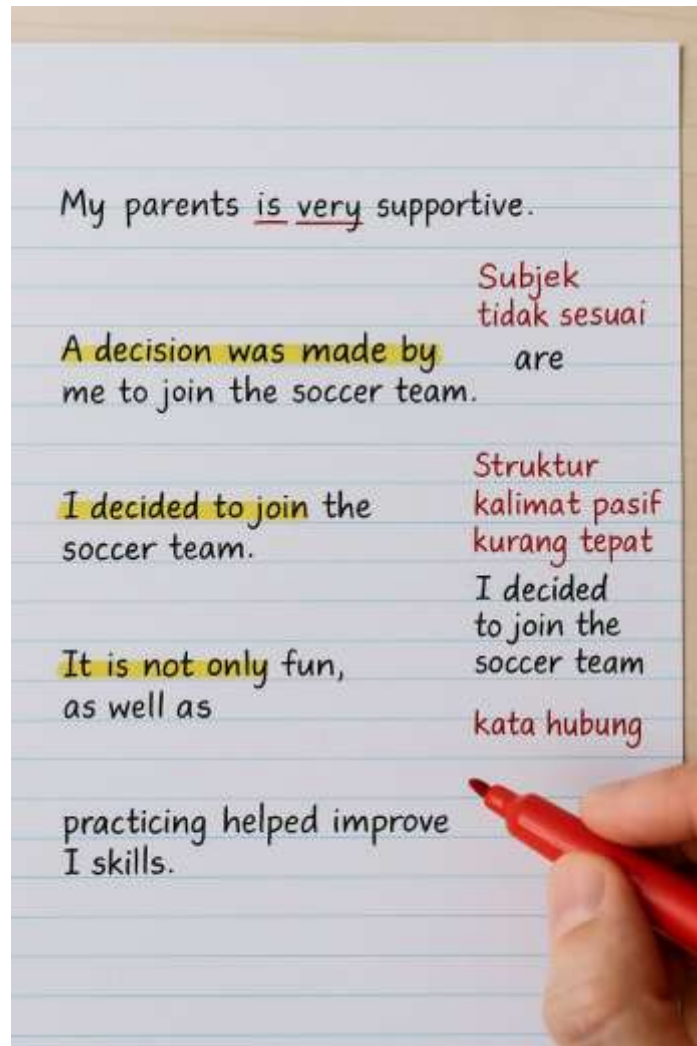 My parents is very supportive.
Subjek
tidak sesuai
are
A decision was made by
me to join the soccer team.
Struktur
kalimat pasif
kurang tepat
I decided
to join the
soccer team
I decided to join the
soccer team.
It is not only fun,
as well as
kata hubung
practicing helped improve
I skills.